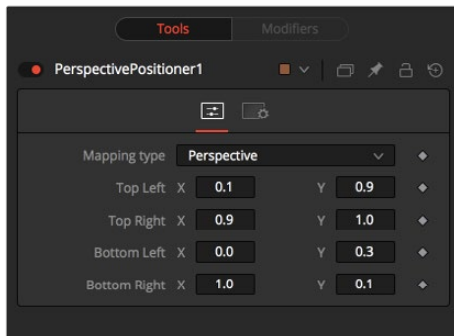 Tools Modifiers
PerspectivePositioner1
Mapping type Perspective
Top Left X 0.1 Y 0.9
Top Right X 0.9 Y 1.0
Bottom Left X 0.0 Y 0.3
Bottom Right X 1.0 Y 0.1